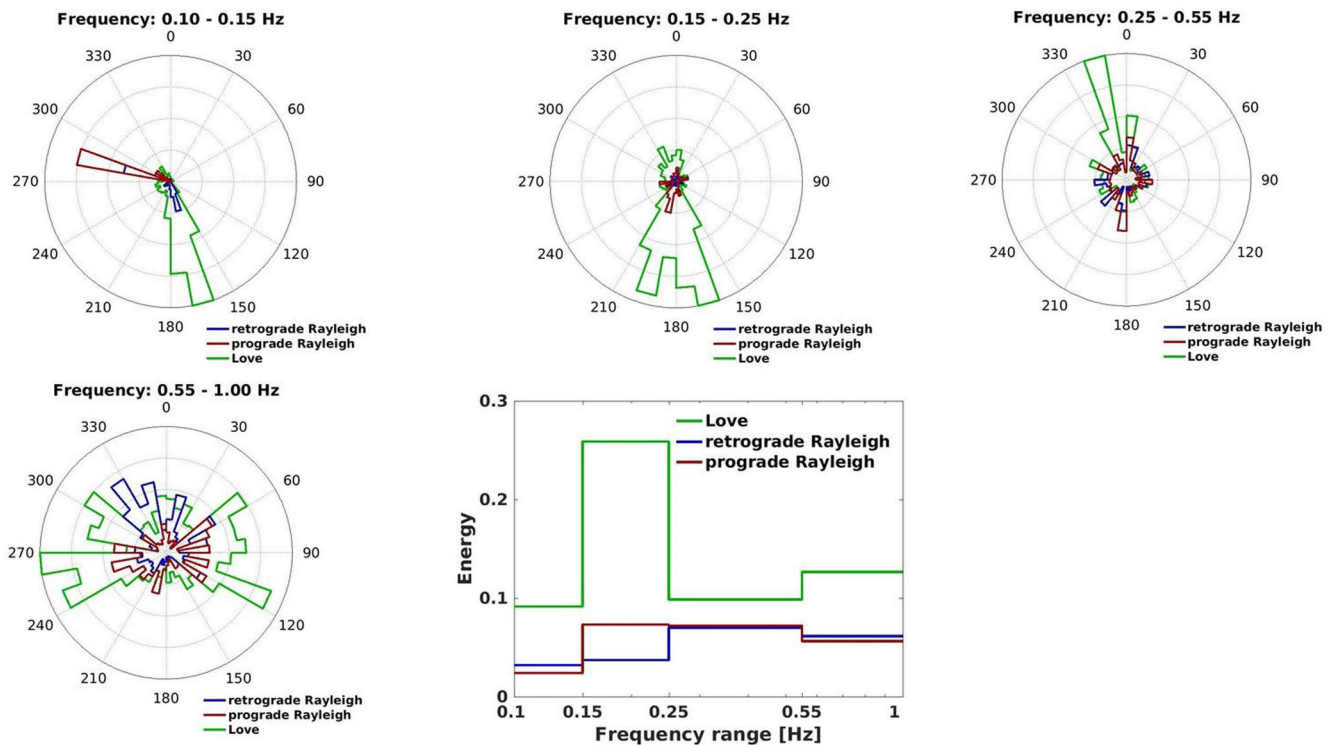 Frequency: 0.10 - 0.15 Hz
0
30
60
90
120
150
180
210
240
270
300
330
retrograde Rayleigh
prograde Rayleigh
Love
Frequency: 0.15 - 0.25 Hz
0
30
60
90
120
150
180
210
240
270
300
330
retrograde Rayleigh
prograde Rayleigh
Love
Frequency: 0.25 - 0.55 Hz
0
30
60
90
120
150
180
210
240
270
300
330
retrograde Rayleigh
prograde Rayleigh
Love
Frequency: 0.55 - 1.00 Hz
0
30
60
90
120
150
180
210
240
270
300
330
retrograde Rayleigh
prograde Rayleigh
Love
0.3
0.2
0.1
0
Energy
Love
retrograde Rayleigh
prograde Rayleigh
0.1 0.15 0.25 0.55 1
Frequency range [Hz]